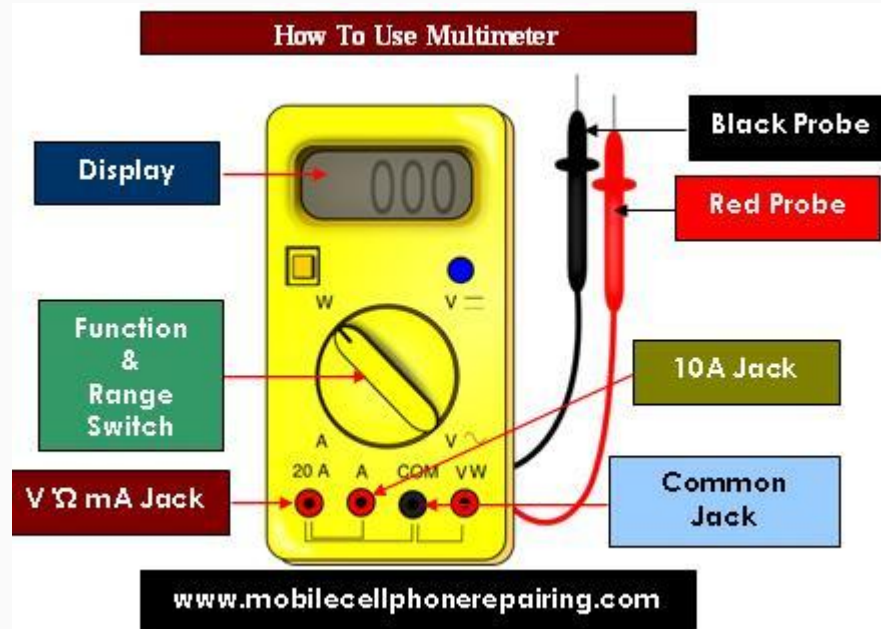 How To Use Multimeter
Black Probe
Display
000
Red Probe
W
V
Function
&
Range
Switch
10A Jack
A
V
20 A
A
COM
V W
V Ω mA Jack
Common
Jack
www.mobilecellphonerepairing.com